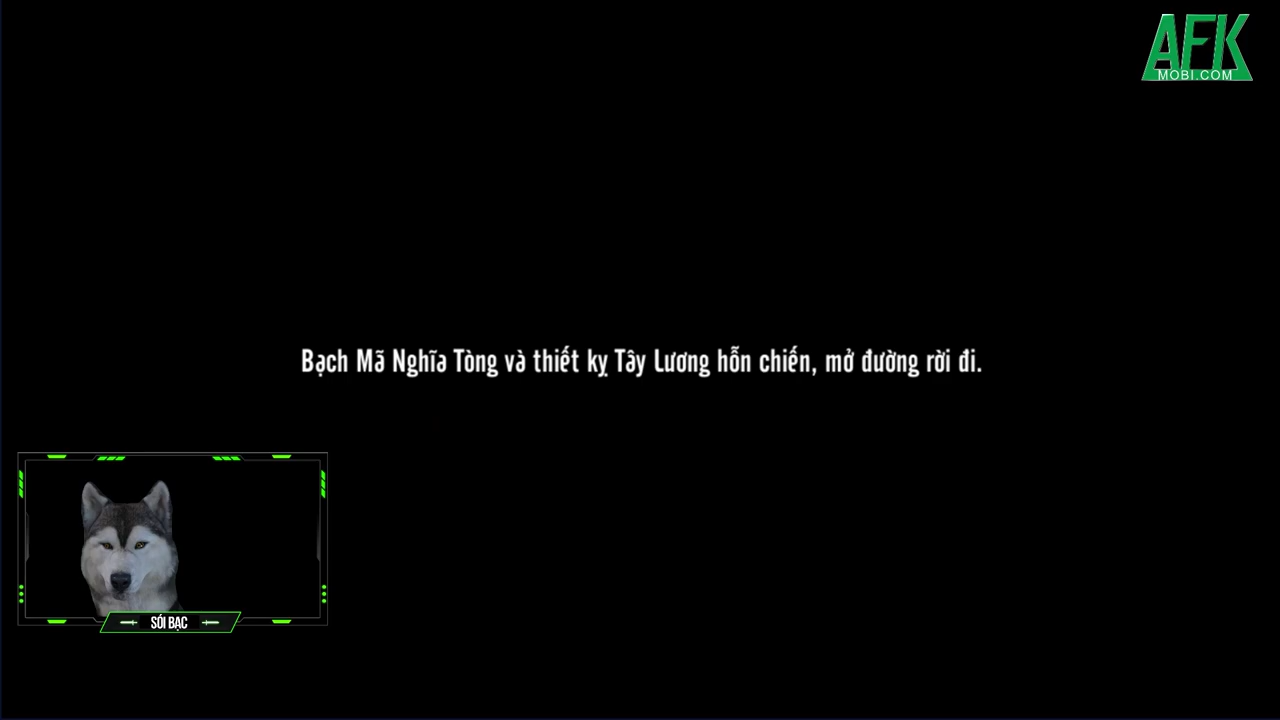 AFK
MOBI.COM
Bạch Mã Nghĩa Tòng và thiết kỵ Tây Lương hỗn chiến, mở đường rời đi.
SÓI BẠC